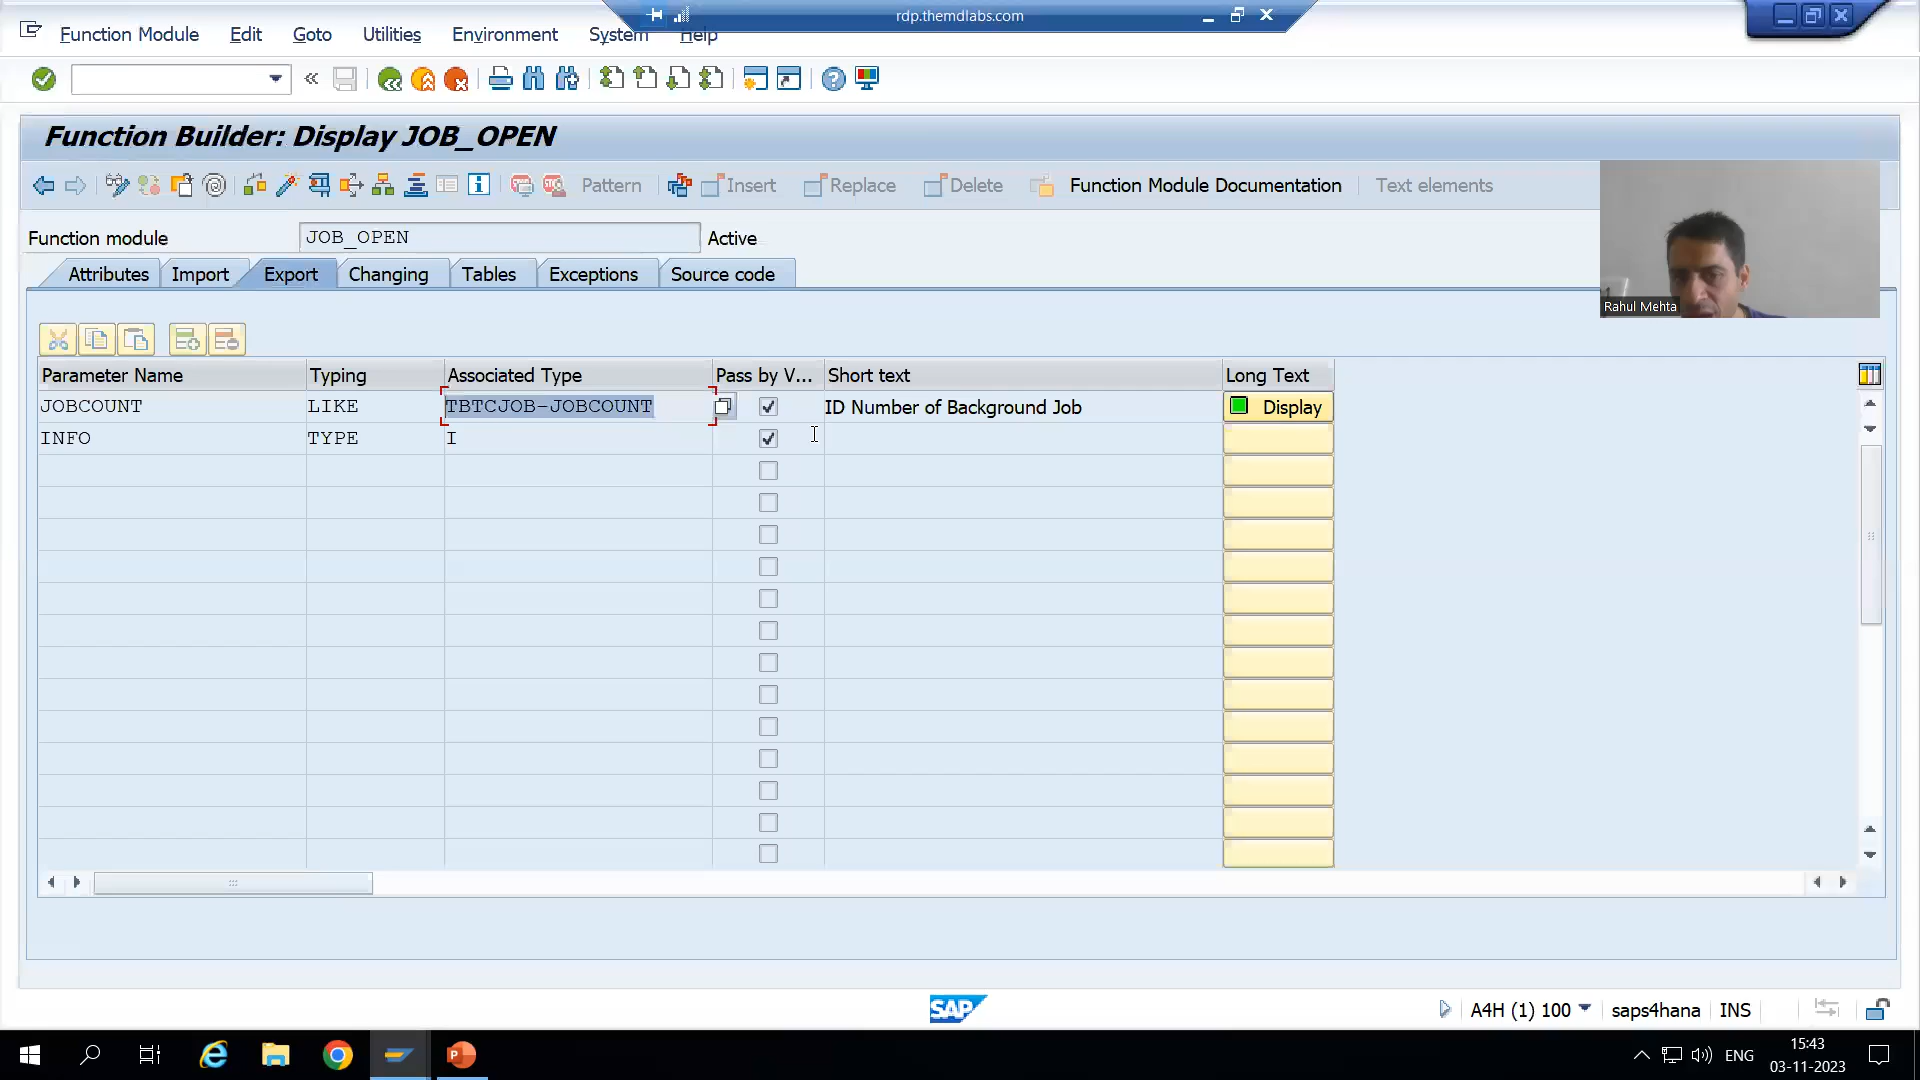 rdp.themdlabs.com
Function Module Edit Goto Utilities Environment System Help
Function Builder: Display JOB_OPEN
Pattern Insert Replace Delete Function Module Documentation Text elements
Function module JOB_OPEN Active
Attributes Import Export Changing Tables Exceptions Source code
Rahul Mehta
Parameter Name Typing Associated Type Pass by V... Short text Long Text
JOBCOUNT LIKE TBTCJOB-JOBCOUNT ID Number of Background Job Display
INFO TYPE I
SAP A4H (1) 100 saps4hana INS
ENG 15:43
03-11-2023